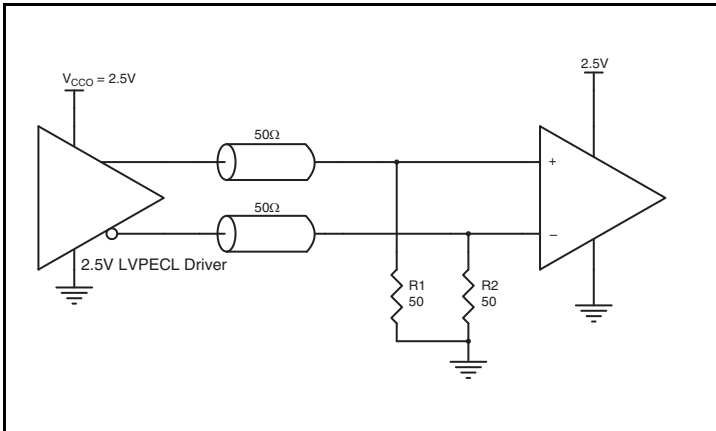 V_CCO = 2.5V
2.5V
50Ω
+
50Ω
−
2.5V LVPECL Driver
R1
50
R2
50